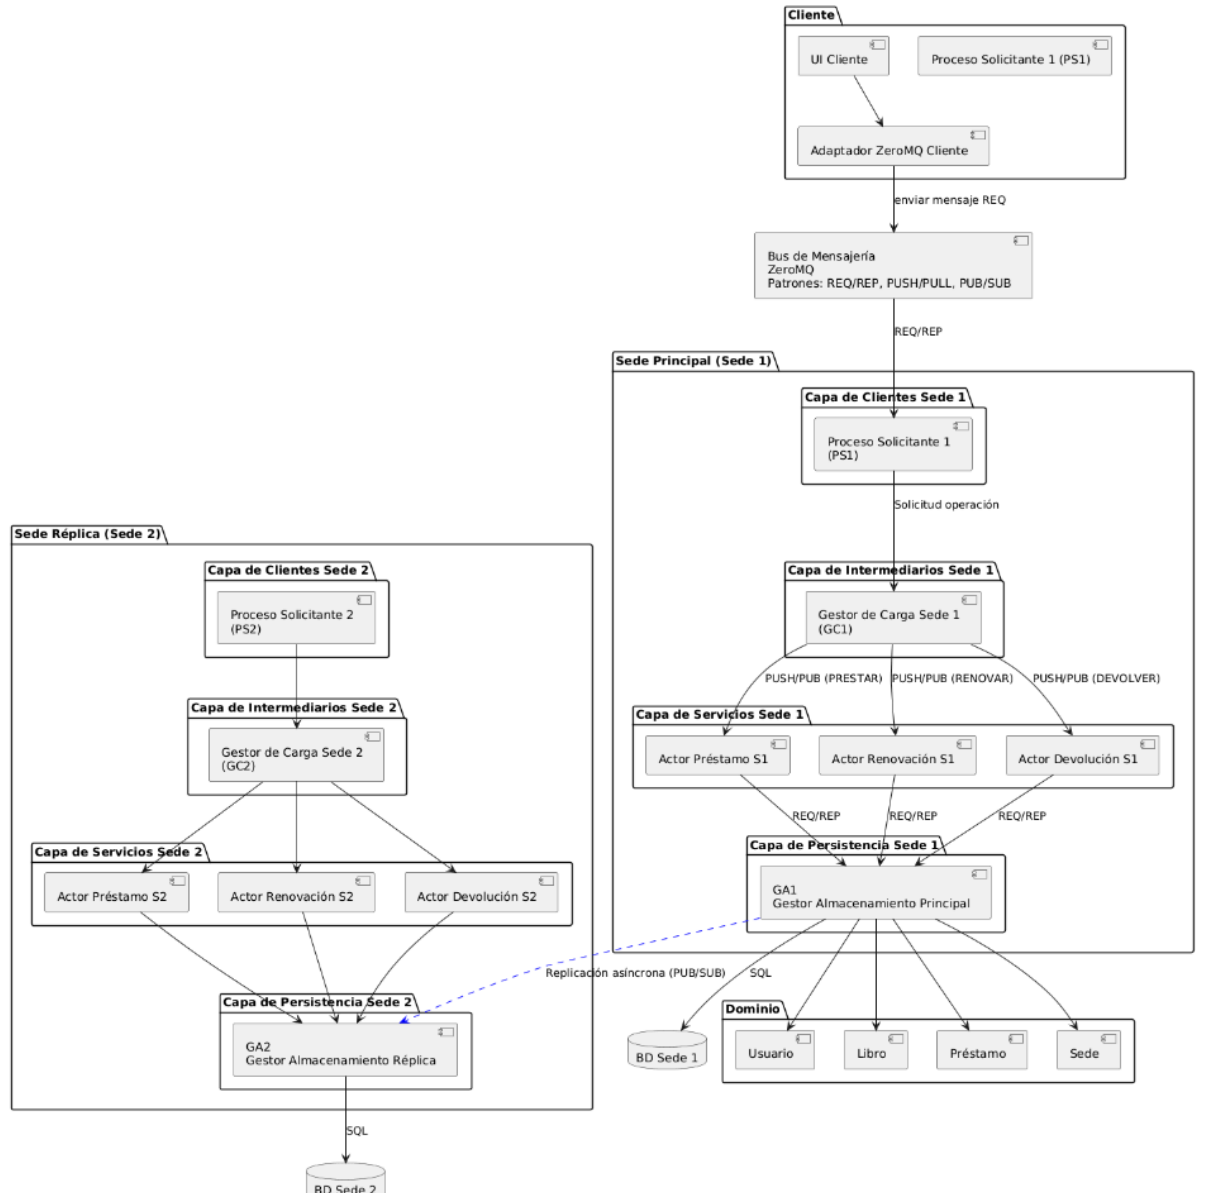 Cliente
UI Cliente
Proceso Solicitante 1 (PS1)
Adaptador ZeroMQ Cliente
enviar mensaje REQ
Bus de Mensajería
ZeroMQ
Patrones: REQ/REP, PUSH/PULL, PUB/SUB
REQ/REP
Sede Principal (Sede 1)
Capa de Clientes Sede 1
Proceso Solicitante 1
(PS1)
Solicitud operación
Capa de Intermediarios Sede 1
Gestor de Carga Sede 1
(GC1)
PUSH/PUB (PRESTAR)
PUSH/PUB (RENOVAR)
PUSH/PUB (DEVOLVER)
Capa de Servicios Sede 1
Actor Préstamo S1
Actor Renovación S1
Actor Devolución S1
REQ/REP
REQ/REP
REQ/REP
Capa de Persistencia Sede 1
GA1
Gestor Almacenamiento Principal
Sede Réplica (Sede 2)
Capa de Clientes Sede 2
Proceso Solicitante 2
(PS2)
Capa de Intermediarios Sede 2
Gestor de Carga Sede 2
(GC2)
Capa de Servicios Sede 2
Actor Préstamo S2
Actor Renovación S2
Actor Devolución S2
Replicación asíncrona (PUB/SUB)
SQL
Capa de Persistencia Sede 2
GA2
Gestor Almacenamiento Réplica
BD Sede 1
Dominio
Usuario
Libro
Préstamo
Sede
SQL
BD Sede 2